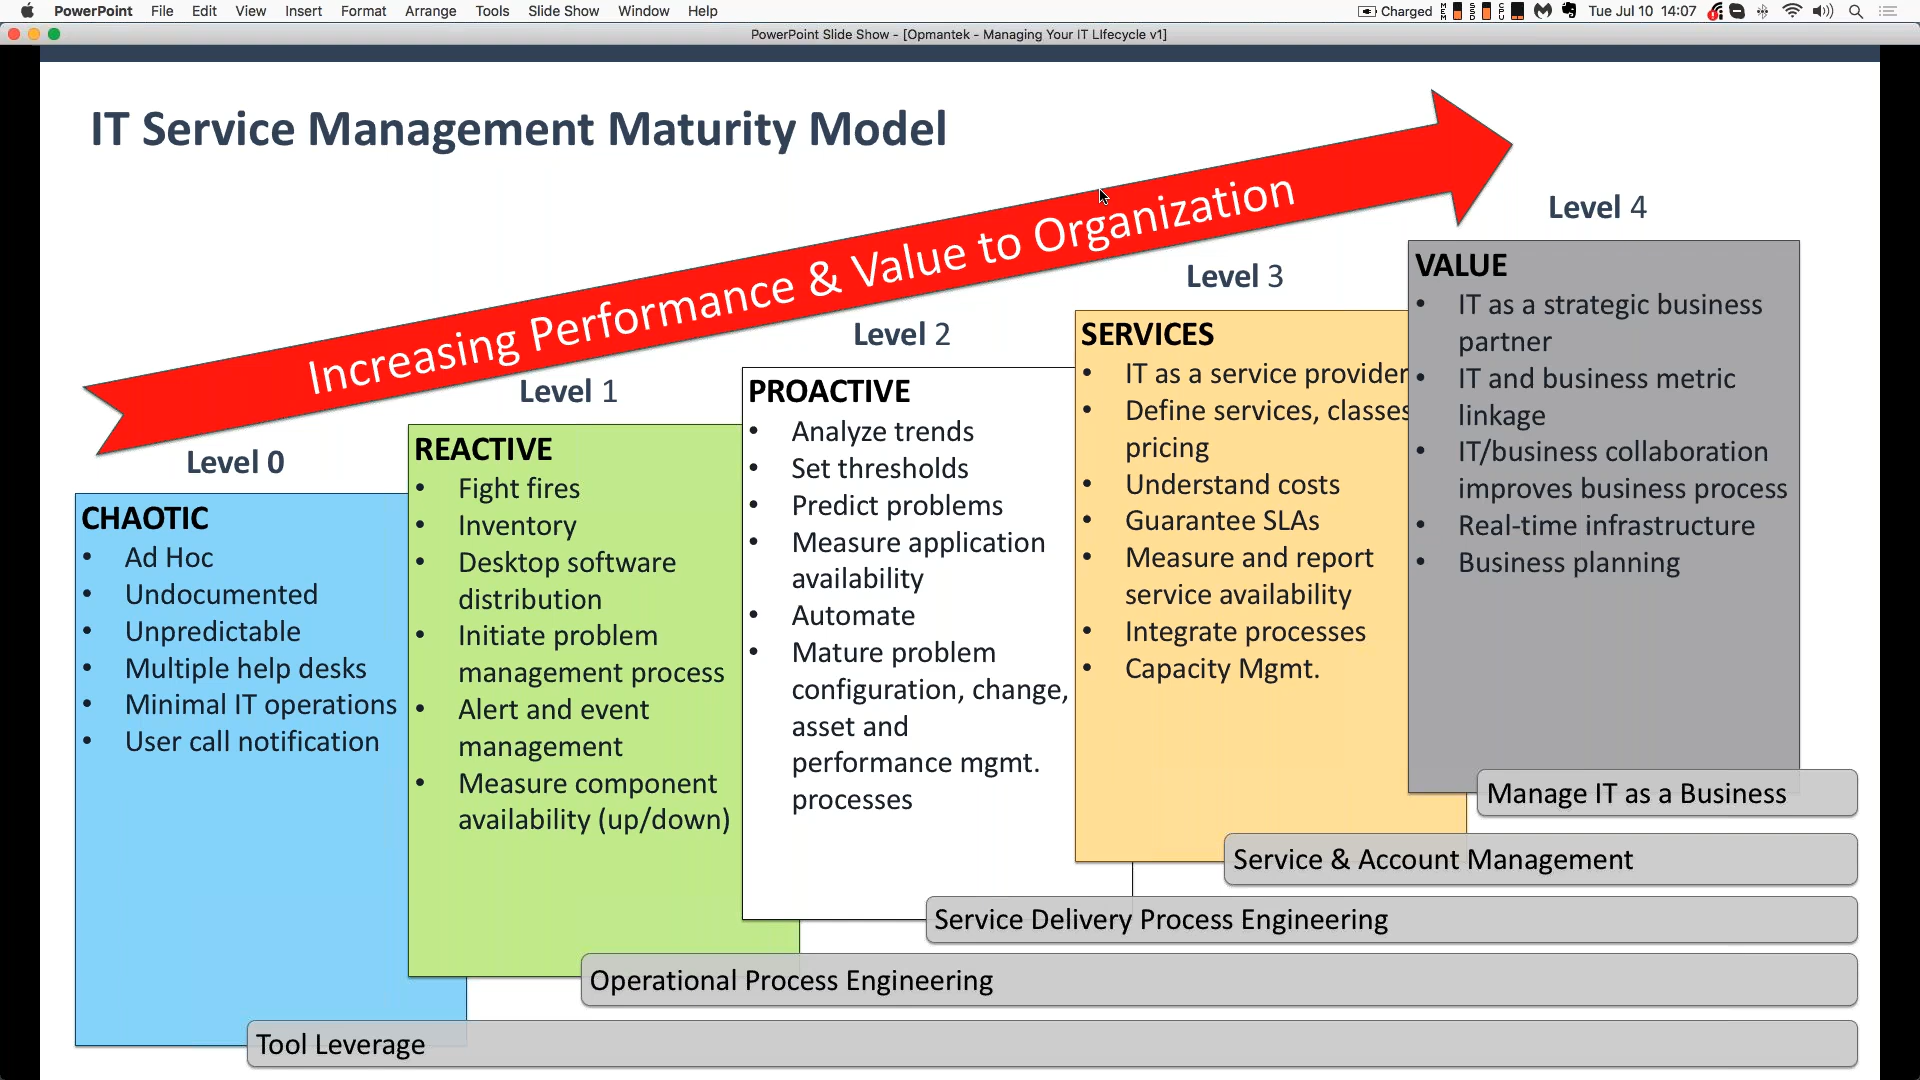 PowerPoint File Edit View Insert Format Arrange Tools Slide Show Window Help
Charged MEM SSD CPU Tue Jul 10 14:07
PowerPoint Slide Show - [Opmantek - Managing Your IT LIfecycle v1]
IT Service Management Maturity Model
Increasing Performance & Value to Organization
Level 0
CHAOTIC
• Ad Hoc
• Undocumented
• Unpredictable
• Multiple help desks
• Minimal IT operations
• User call notification
Level 1
REACTIVE
• Fight fires
• Inventory
• Desktop software
distribution
• Initiate problem
management process
• Alert and event
management
• Measure component
availability (up/down)
Level 2
PROACTIVE
• Analyze trends
• Set thresholds
• Predict problems
• Measure application
availability
• Automate
• Mature problem
configuration, change,
asset and
performance mgmt.
processes
Level 3
SERVICES
• IT as a service provider
• Define services, classes
pricing
• Understand costs
• Guarantee SLAs
• Measure and report
service availability
• Integrate processes
• Capacity Mgmt.
Level 4
VALUE
• IT as a strategic business
partner
• IT and business metric
linkage
• IT/business collaboration
improves business process
• Real-time infrastructure
• Business planning
Manage IT as a Business
Service & Account Management
Service Delivery Process Engineering
Operational Process Engineering
Tool Leverage